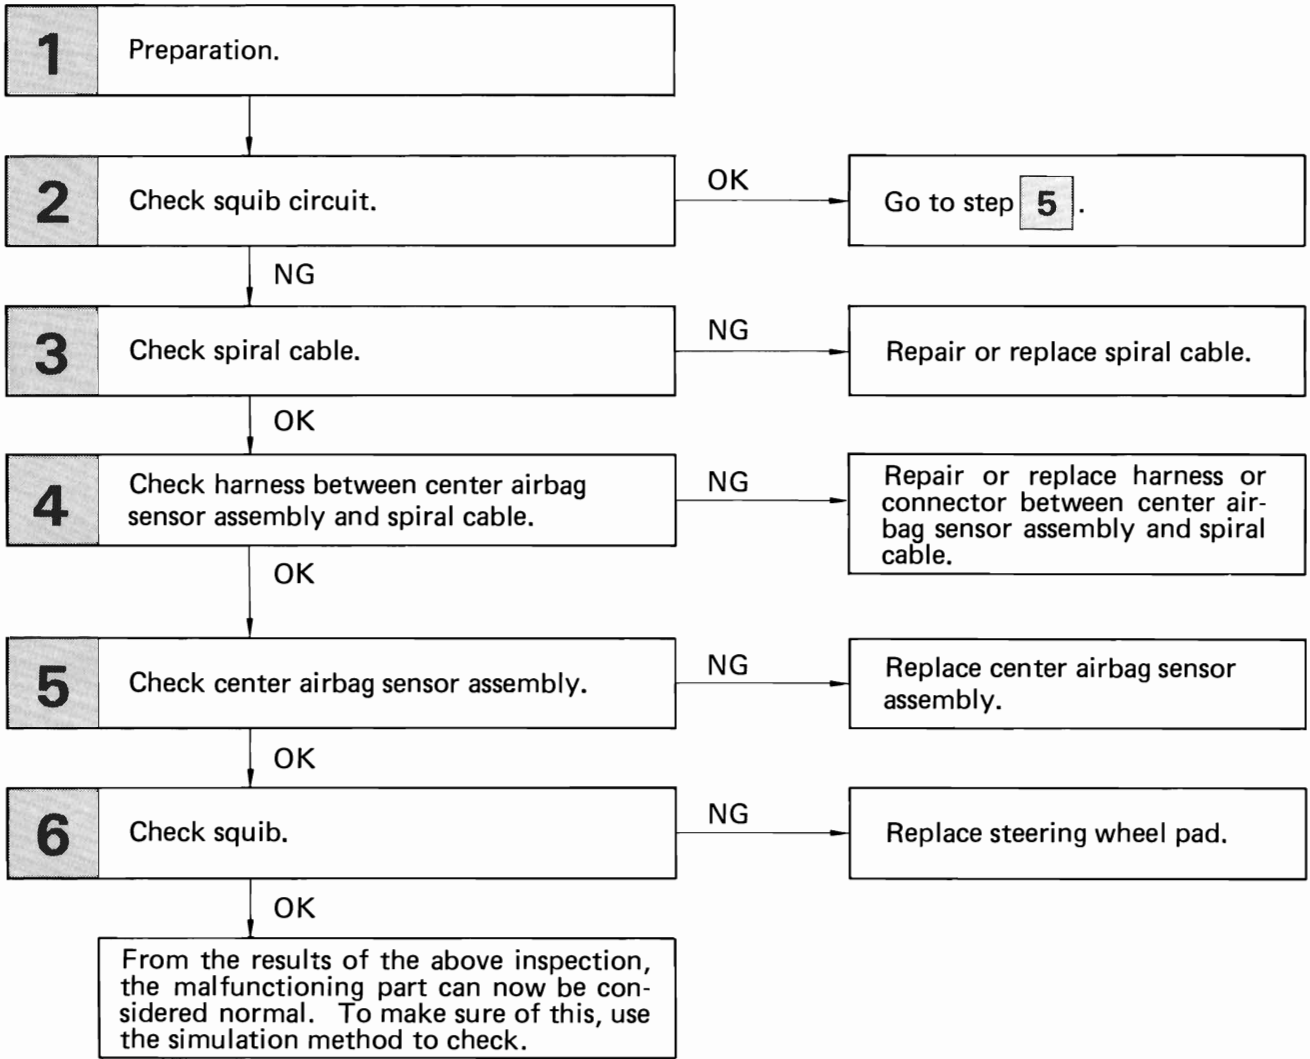 1 Preparation.
2 Check squib circuit.
OK
Go to step 5 .
NG
3 Check spiral cable.
NG
Repair or replace spiral cable.
OK
4
Check harness between center airbag
sensor assembly and spiral cable.
NG
Repair or replace harness or
connector between center air-
bag sensor assembly and spiral
cable.
OK
5 Check center airbag sensor assembly.
NG
Replace center airbag sensor
assembly.
OK
6 Check squib.
NG
Replace steering wheel pad.
OK
From the results of the above inspection,
the malfunctioning part can now be con-
sidered normal. To make sure of this, use
the simulation method to check.